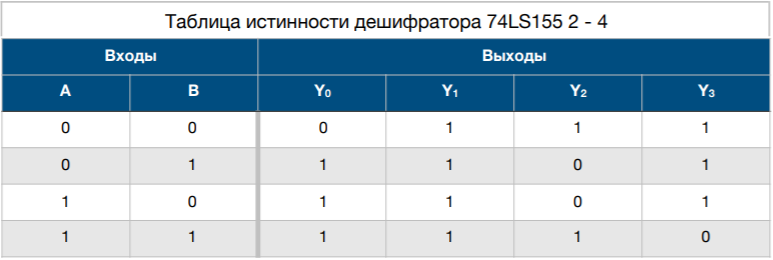 Таблица истинности дешифратора 74LS155 2 - 4
Входы Выходы
A B Y₀ Y₁ Y₂ Y₃
0 0 0 1 1 1
0 1 1 1 0 1
1 0 1 1 0 1
1 1 1 1 1 0